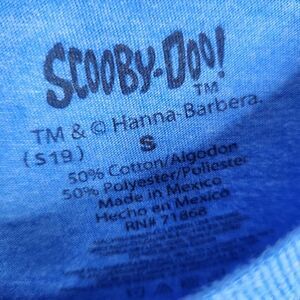 SCOOBY-DOO!
TM
TM & © Hanna-Barbera.
(S19)
S
50% Cotton/Algodon
50% Polyester/Poliester
Made in Mexico
Hecho en Mexico
RN# 71868